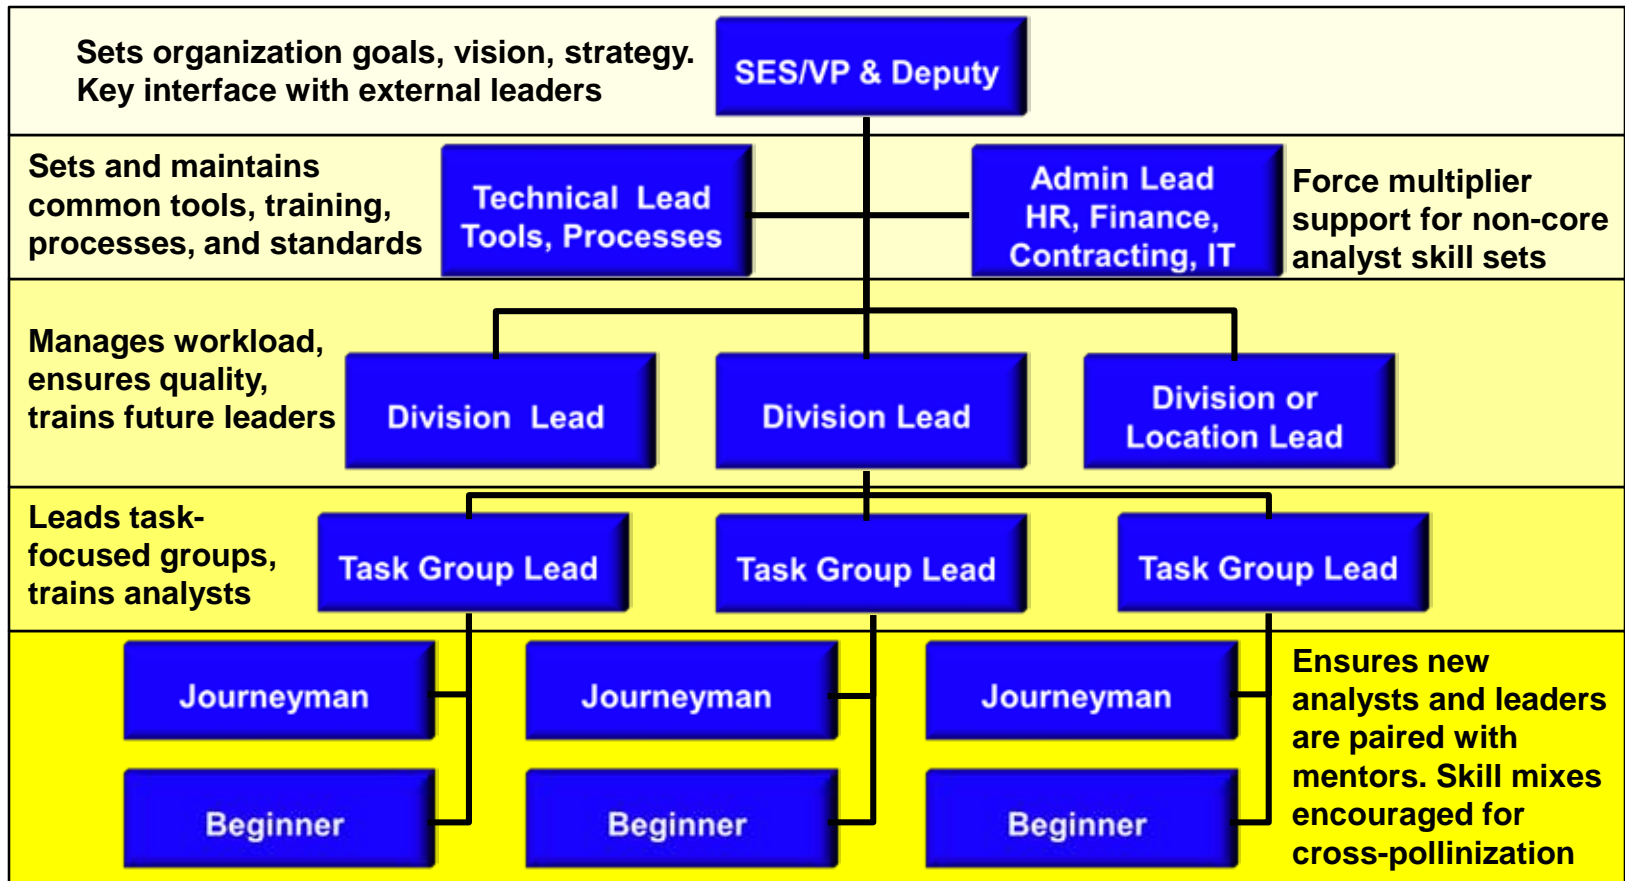 Sets organization goals, vision, strategy.
Key interface with external leaders
SES/VP & Deputy
Sets and maintains
common tools, training,
processes, and standards
Technical Lead
Tools, Processes
Admin Lead
HR, Finance,
Contracting, IT
Force multiplier
support for non-core
analyst skill sets
Manages workload,
ensures quality,
trains future leaders
Division Lead
Division Lead
Division or
Location Lead
Leads task-
focused groups,
trains analysts
Task Group Lead
Task Group Lead
Task Group Lead
Journeyman
Journeyman
Journeyman
Beginner
Beginner
Beginner
Ensures new
analysts and leaders
are paired with
mentors. Skill mixes
encouraged for
cross-pollinization